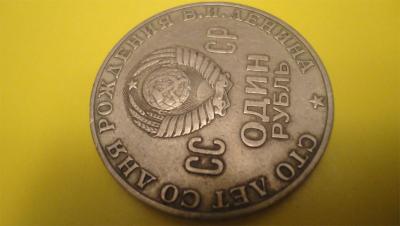 СТО ЛЕТ СО ДНЯ РОЖДЕНИЯ В.И.ЛЕНИНА
СС СР
ОДИН
РУБЛЬ